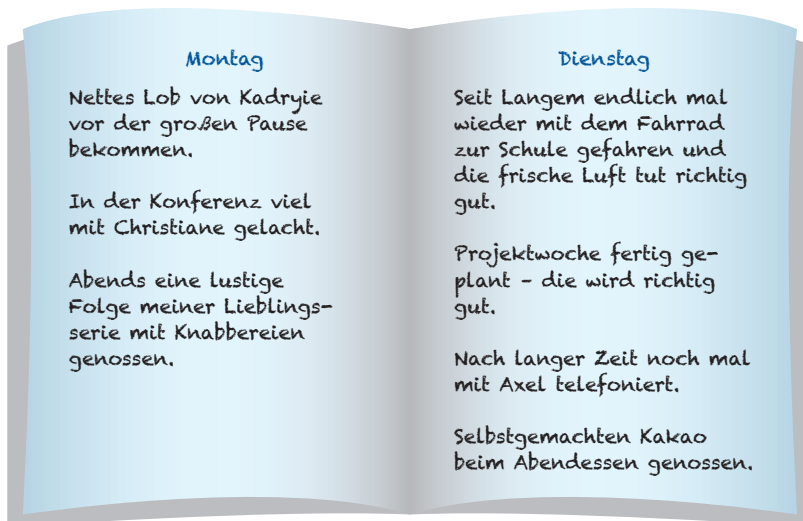 Montag
Nettes Lob von Kadryie
vor der großen Pause
bekommen.
In der Konferenz viel
mit Christiane gelacht.
Abends eine lustige
Folge meiner Lieblings-
serie mit Knabbereien
genossen.
Dienstag
Seit Langem endlich mal
wieder mit dem Fahrrad
zur Schule gefahren und
die frische Luft tut richtig
gut.
Projektwoche fertig ge-
plant – die wird richtig
gut.
Nach langer Zeit noch mal
mit Axel telefoniert.
Selbstgemachten Kakao
beim Abendessen genossen.